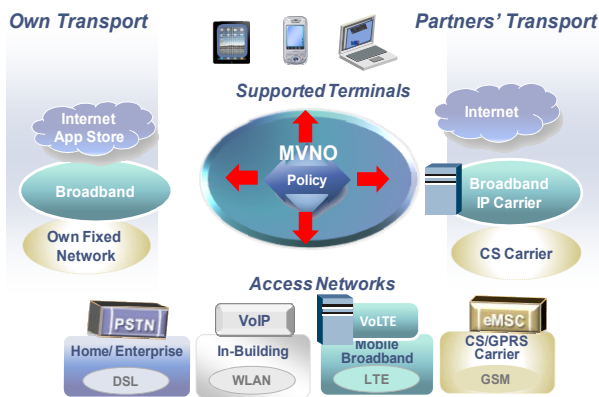 Own Transport
Partners' Transport
Supported Terminals
Internet
App Store
Internet
MVNO
Policy
Broadband
Broadband
IP Carrier
Own Fixed
Network
CS Carrier
Access Networks
PSTN
VoIP
VoLTE
eMSC
Home/ Enterprise
In-Building
Mobile
Broadband
CS/GPRS
Carrier
DSL
WLAN
LTE
GSM